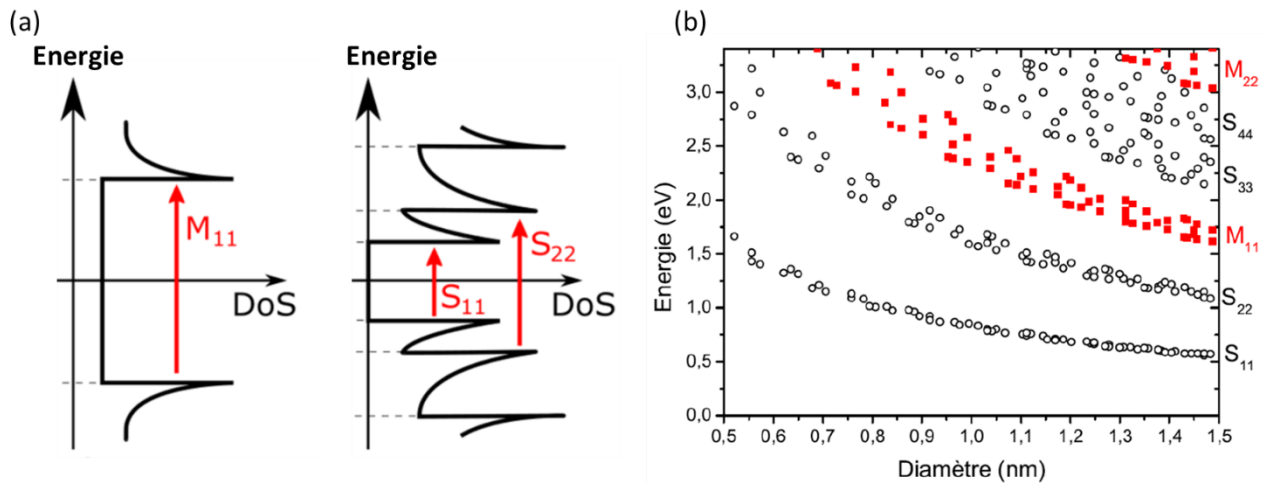 (a)
Energie
Energie
M11
DoS
S22
S11
DoS
(b)
Energie (eV)
3,0
2,5
2,0
1,5
1,0
0,5
0,0
0,5 0,6 0,7 0,8 0,9 1,0 1,1 1,2 1,3 1,4 1,5
Diamètre (nm)
M22
S44
S33
M11
S22
S11